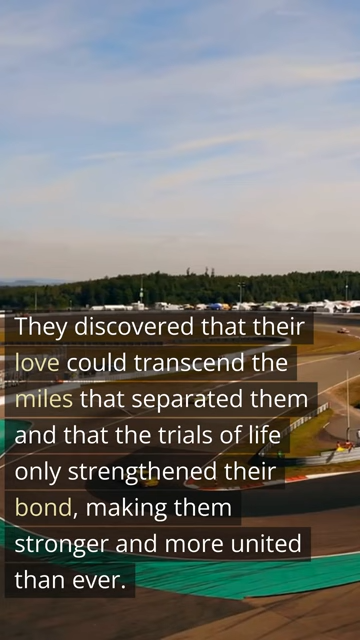 They discovered that their
love could transcend the
miles that separated them
and that the trials of life
only strengthened their
bond, making them
stronger and more united
than ever.